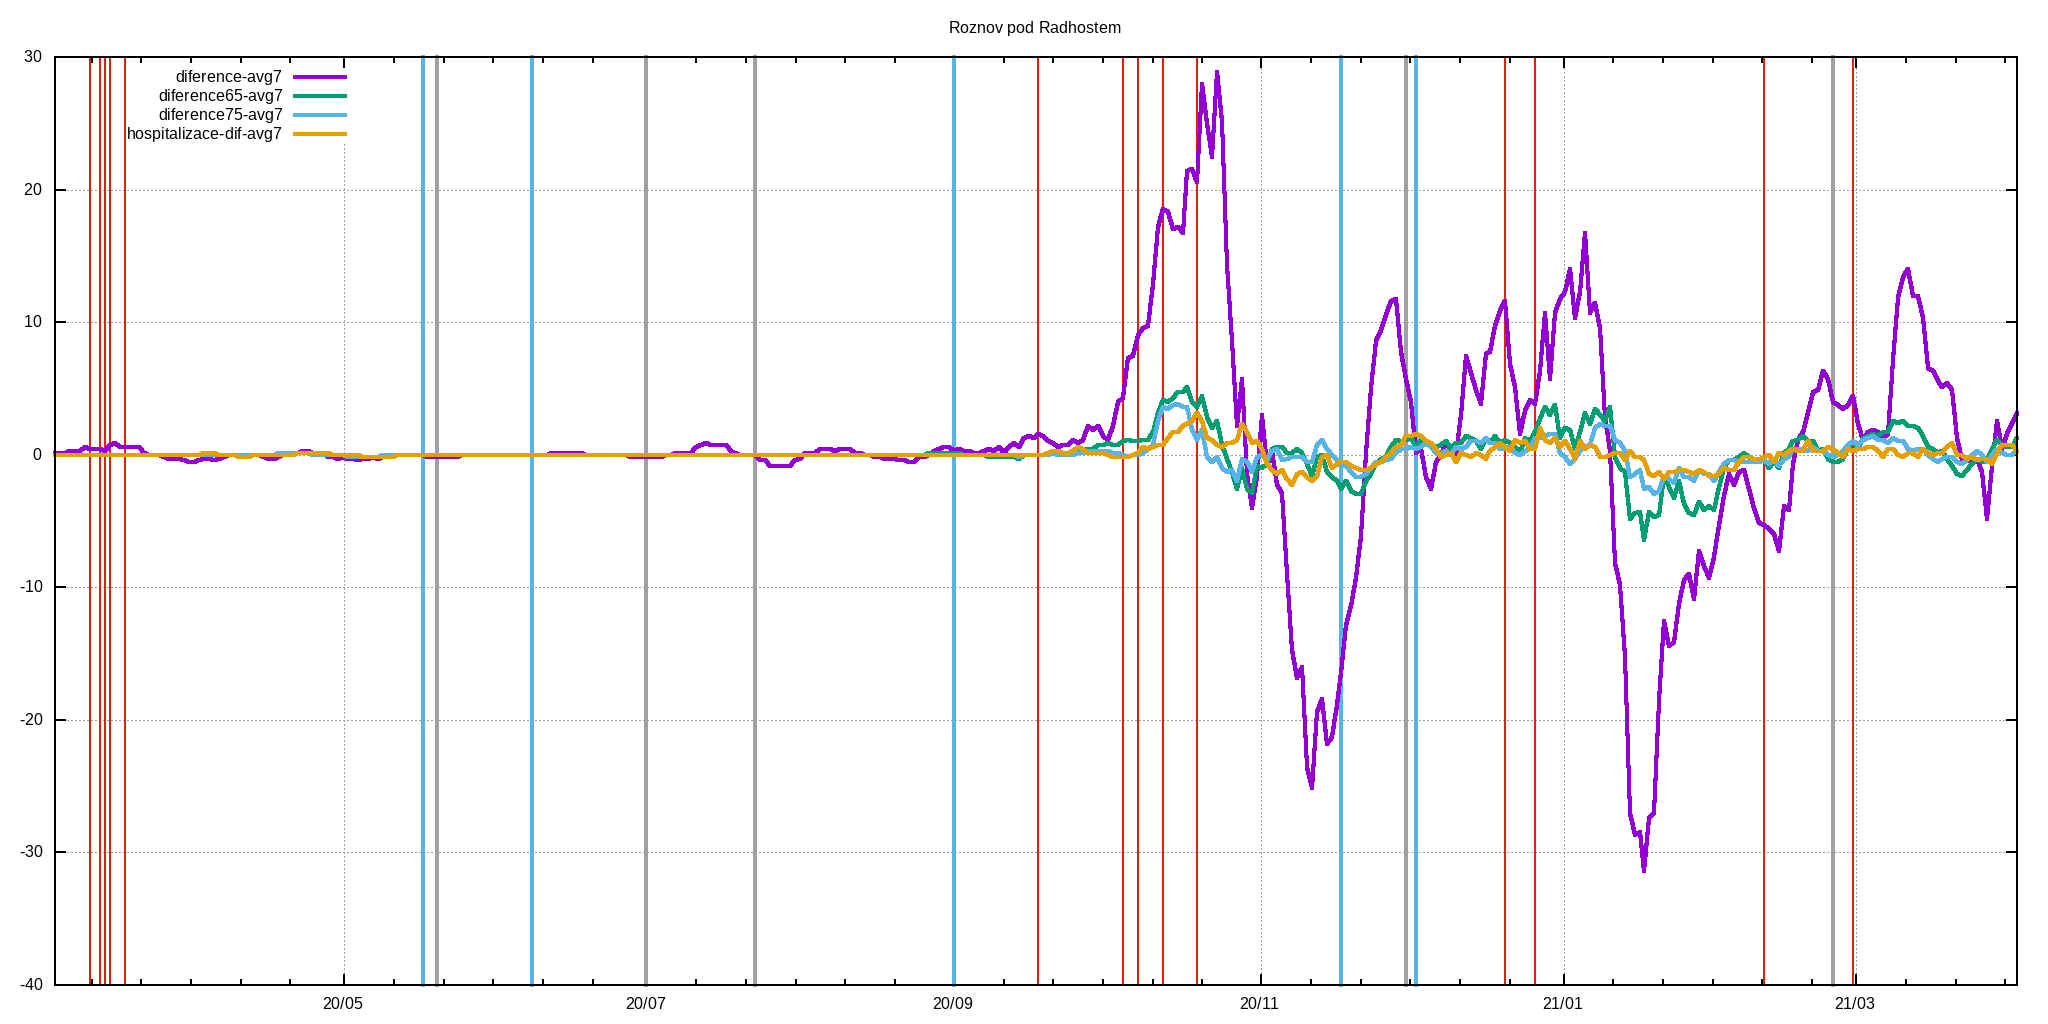 Roznov pod Radhostem
diference-avg7
diference65-avg7
diference75-avg7
hospitalizace-dif-avg7
30
20
10
0
-10
-20
-30
-40
20/05 20/07 20/09 20/11 21/01 21/03